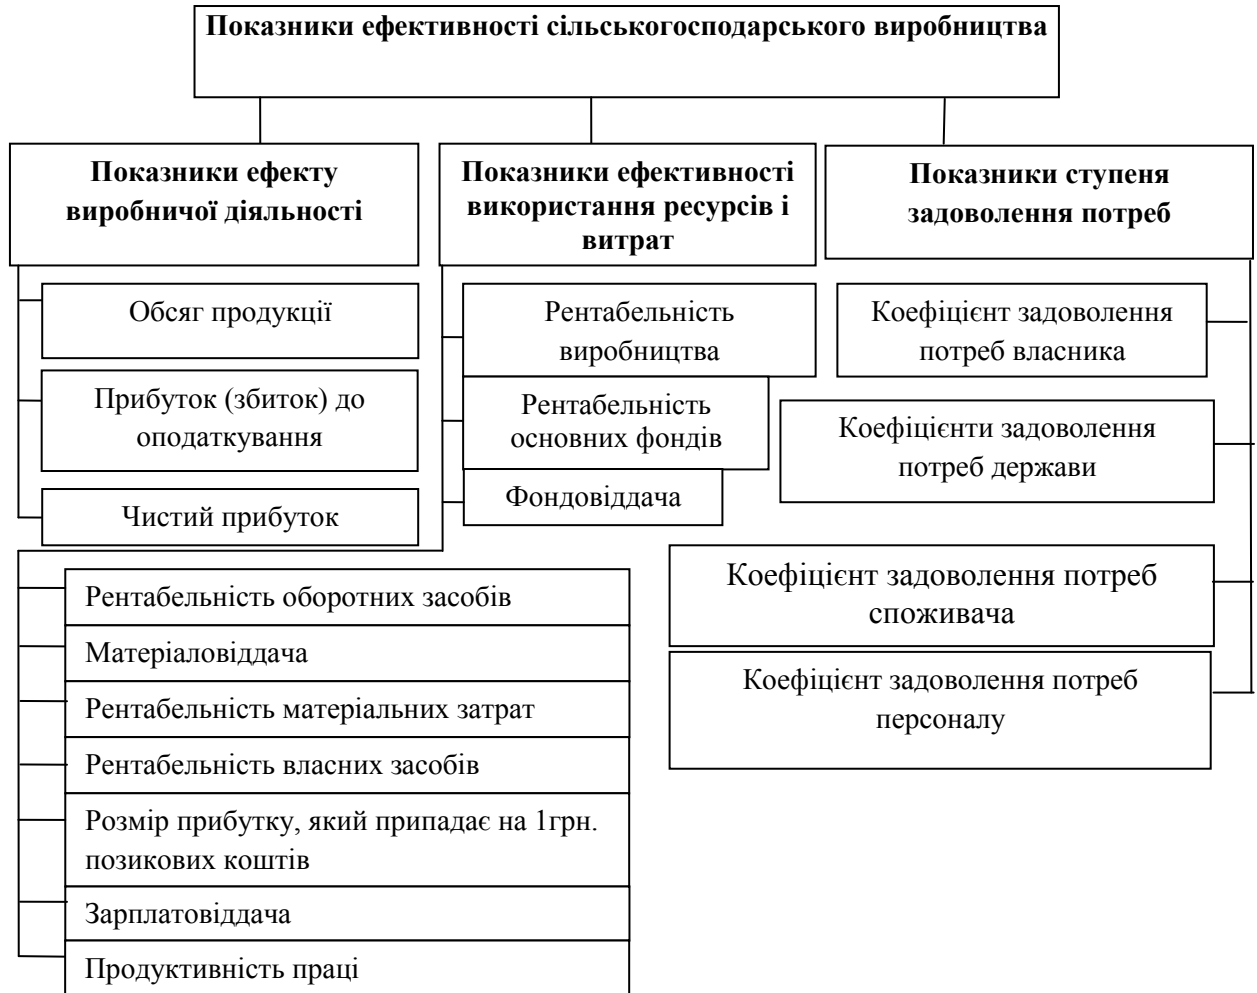 Показники ефективності сільськогосподарського виробництва
Показники ефекту
виробничої діяльності
Обсяг продукції
Прибуток (збиток) до
оподаткування
Чистий прибуток
Показники ефективності
використання ресурсів і
витрат
Рентабельність
виробництва
Рентабельність
основних фондів
Фондовіддача
Рентабельність оборотних засобів
Матеріаловіддача
Рентабельність матеріальних затрат
Рентабельність власних засобів
Розмір прибутку, який припадає на 1грн.
позикових коштів
Зарплатовіддача
Продуктивність праці
Показники ступеня
задоволення потреб
Коефіцієнт задоволення
потреб власника
Коефіцієнти задоволення
потреб держави
Коефіцієнт задоволення потреб
споживача
Коефіцієнт задоволення потреб
персоналу